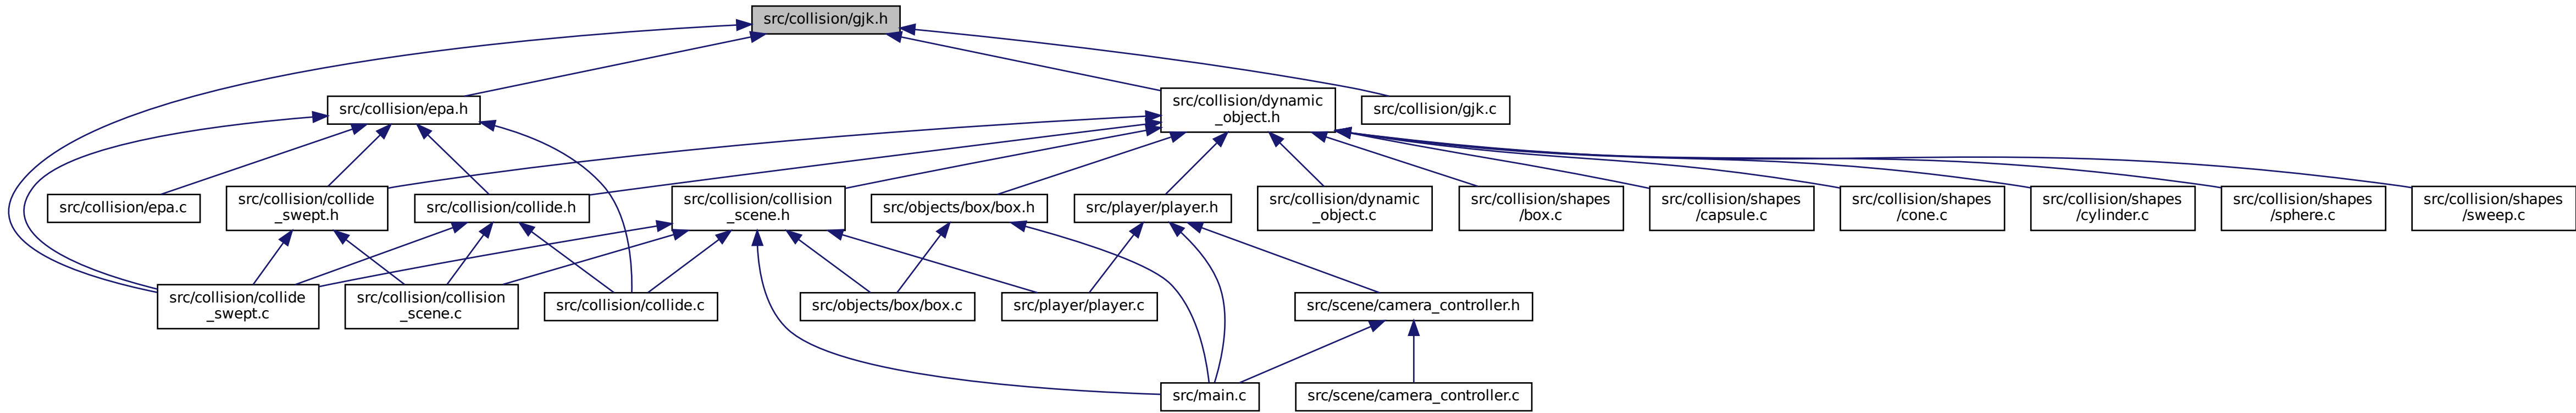 src/collision/gjk.h
src/collision/epa.h
src/collision/dynamic
_object.h
src/collision/gjk.c
src/collision/epa.c
src/collision/collide
_swept.h
src/collision/collide.h
src/collision/collision
_scene.h
src/objects/box/box.h
src/player/player.h
src/collision/dynamic
_object.c
src/collision/shapes
/box.c
src/collision/shapes
/capsule.c
src/collision/shapes
/cone.c
src/collision/shapes
/cylinder.c
src/collision/shapes
/sphere.c
src/collision/shapes
/sweep.c
src/collision/collide
_swept.c
src/collision/collision
_scene.c
src/collision/collide.c
src/objects/box/box.c
src/player/player.c
src/scene/camera_controller.h
src/main.c
src/scene/camera_controller.c